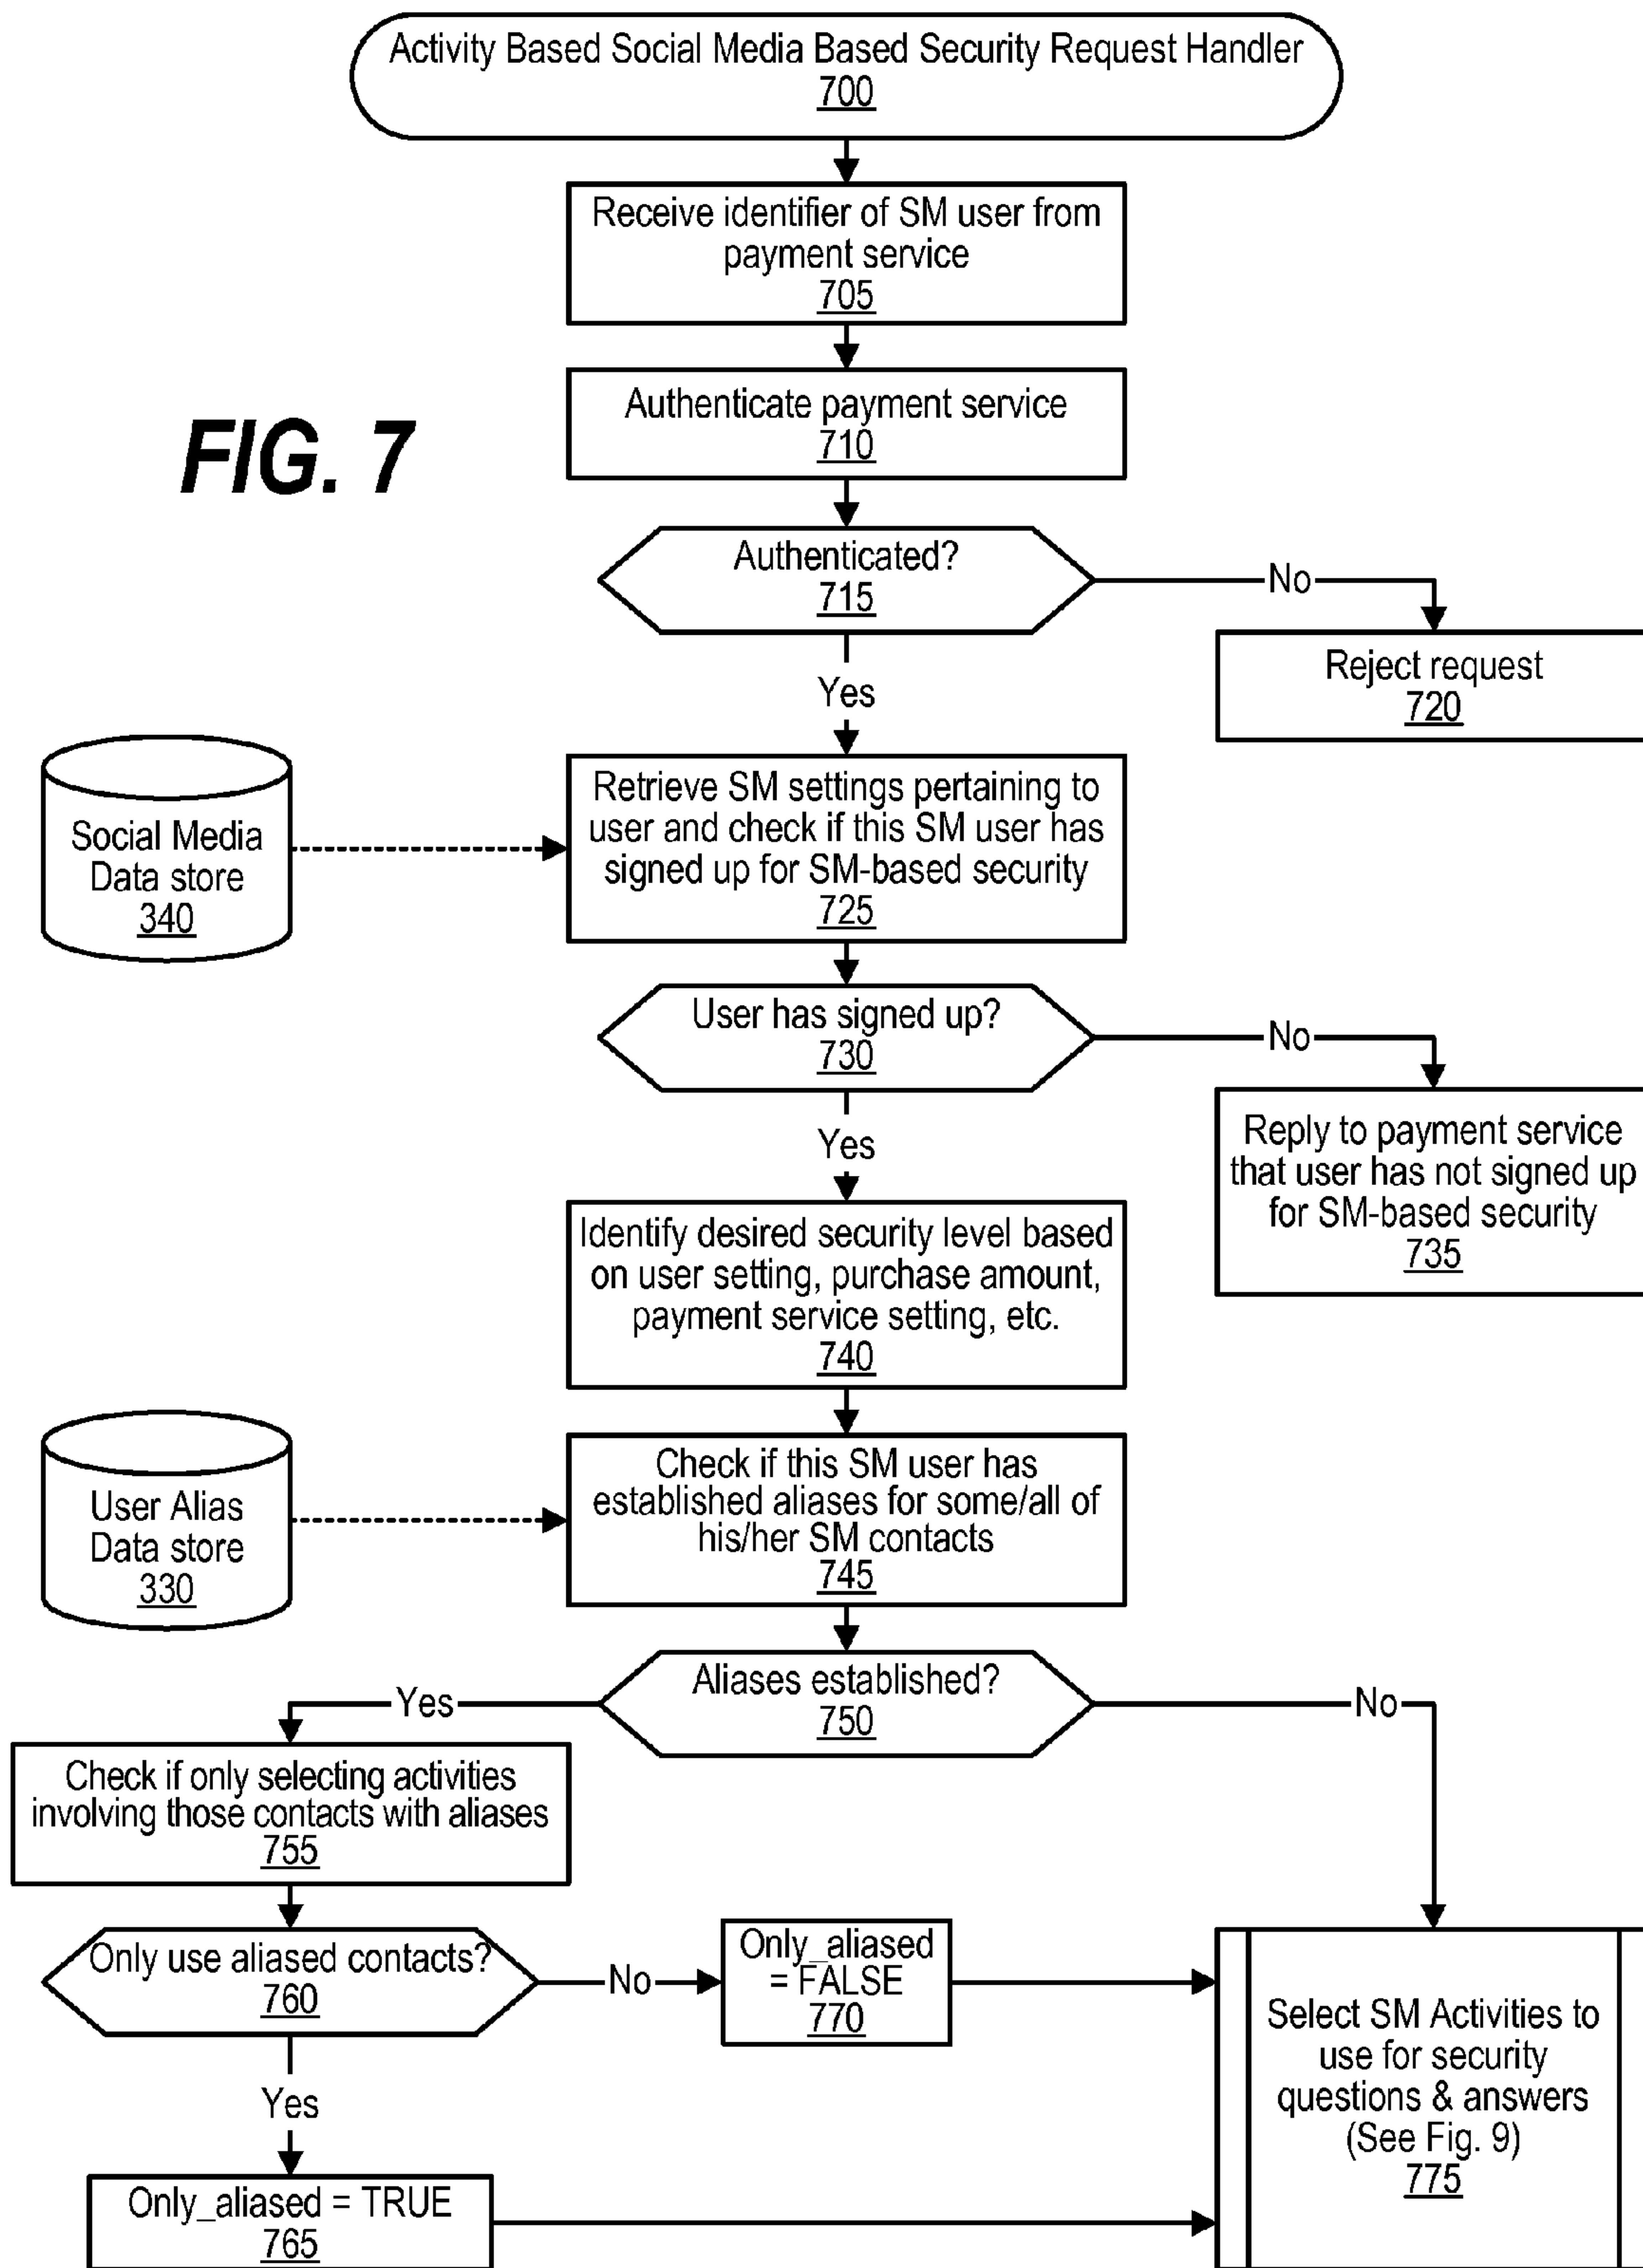 Activity Based Social Media Based Security Request Handler
700
Receive identifier of SM user from
payment service
705
FIG. 7
Authenticate payment service
710
Authenticated?
715
No
Reject request
720
Yes
Social Media
Data store
340
Retrieve SM settings pertaining to
user and check if this SM user has
signed up for SM-based security
725
User has signed up?
730
No
Reply to payment service
that user has not signed up
for SM-based security
735
Yes
Identify desired security level based
on user setting, purchase amount,
payment service setting, etc.
740
User Alias
Data store
330
Check if this SM user has
established aliases for some/all of
his/her SM contacts
745
Aliases established?
750
Yes
No
Check if only selecting activities
involving those contacts with aliases
755
Only use aliased contacts?
760
No
Only_aliased
= FALSE
770
Select SM Activities to
use for security
questions & answers
(See Fig. 9)
775
Yes
Only_aliased = TRUE
765